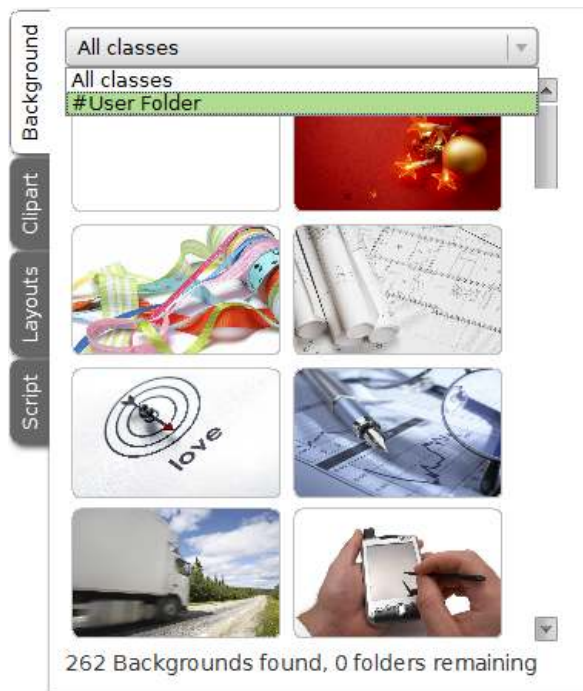 Background
Clipart
Layouts
Script
All classes
All classes
#User Folder
love
262 Backgrounds found, 0 folders remaining